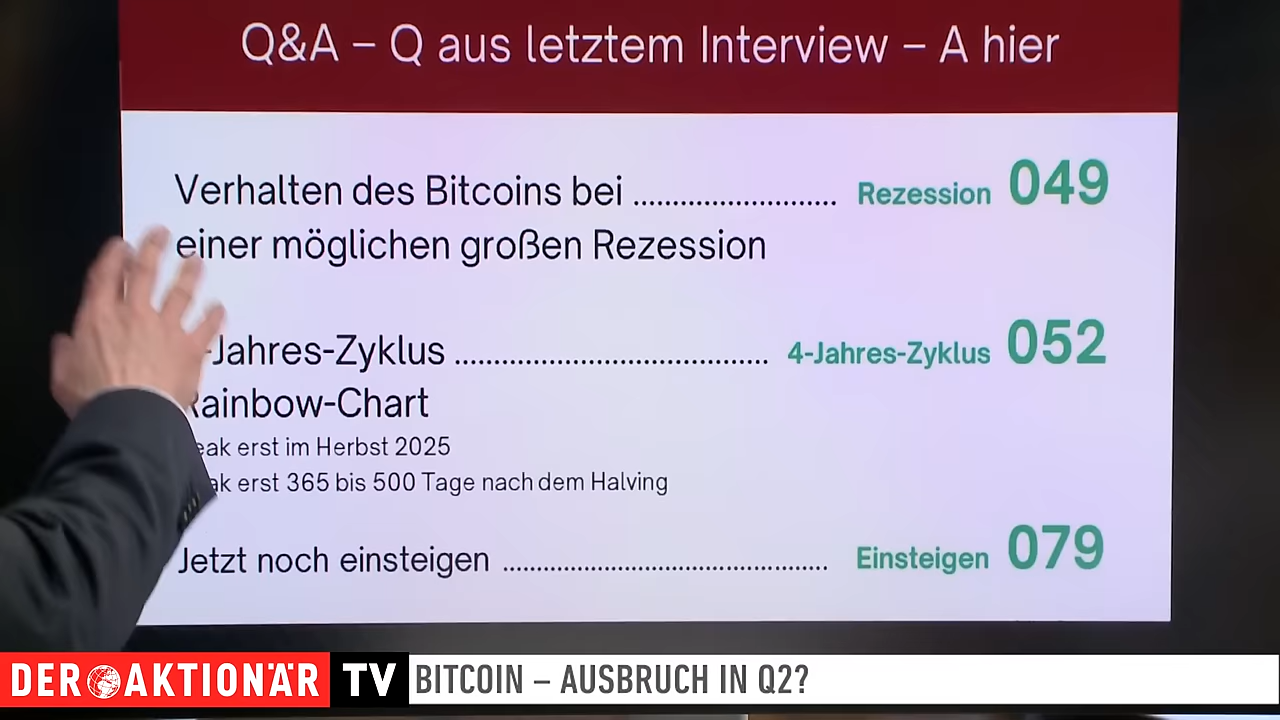 Q&A – Q aus letztem Interview – A hier
Verhalten des Bitcoins bei ........................... Rezession 049
einer möglichen großen Rezession
-Jahres-Zyklus ......................................... 4-Jahres-Zyklus 052
Rainbow-Chart
eak erst im Herbst 2025
ak erst 365 bis 500 Tage nach dem Halving
Jetzt noch einsteigen .................................................. Einsteigen 079
DER AKTIONÄR TV BITCOIN – AUSBRUCH IN Q2?